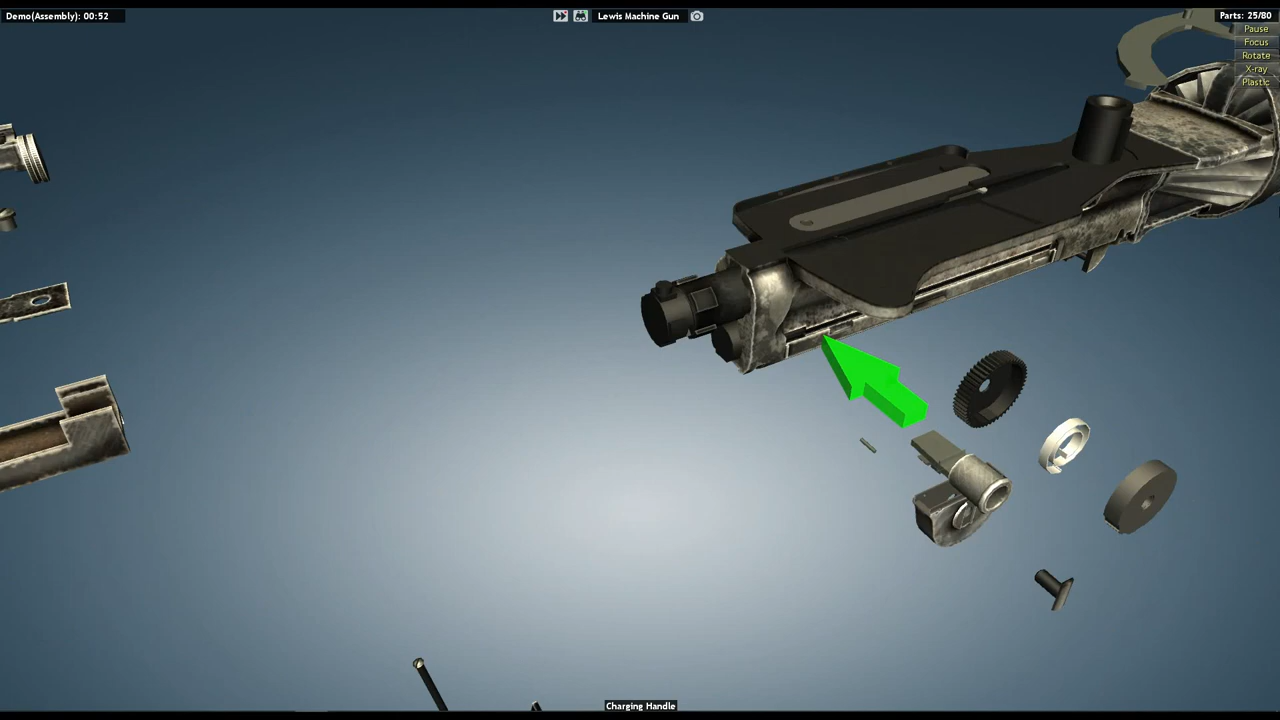 Demo(Assembly): 00:52
Lewis Machine Gun
Parts: 25/80
Pause
Focus
Rotate
X-ray
Plastic
Charging Handle